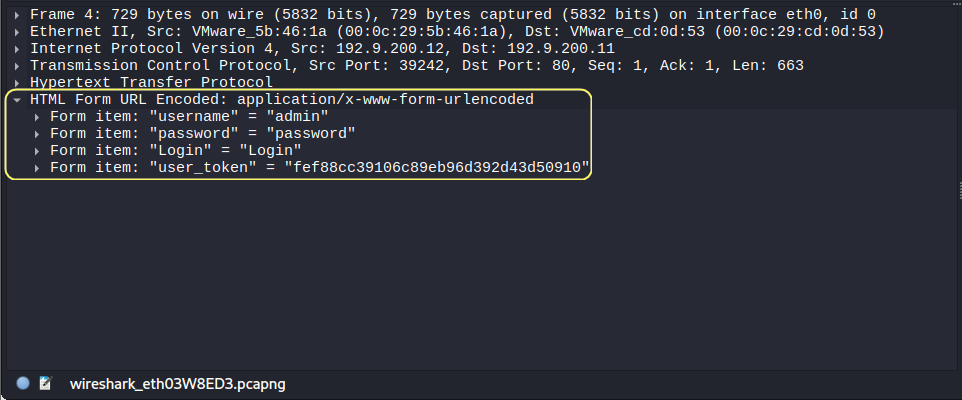 Frame 4: 729 bytes on wire (5832 bits), 729 bytes captured (5832 bits) on interface eth0, id 0
Ethernet II, Src: VMware_5b:46:1a (00:0c:29:5b:46:1a), Dst: VMware_cd:0d:53 (00:0c:29:cd:0d:53)
Internet Protocol Version 4, Src: 192.9.200.12, Dst: 192.9.200.11
Transmission Control Protocol, Src Port: 39242, Dst Port: 80, Seq: 1, Ack: 1, Len: 663
Hypertext Transfer Protocol
HTML Form URL Encoded: application/x-www-form-urlencoded
Form item: "username" = "admin"
Form item: "password" = "password"
Form item: "Login" = "Login"
Form item: "user_token" = "fef88cc39106c89eb96d392d43d50910"
wireshark_eth03W8ED3.pcapng